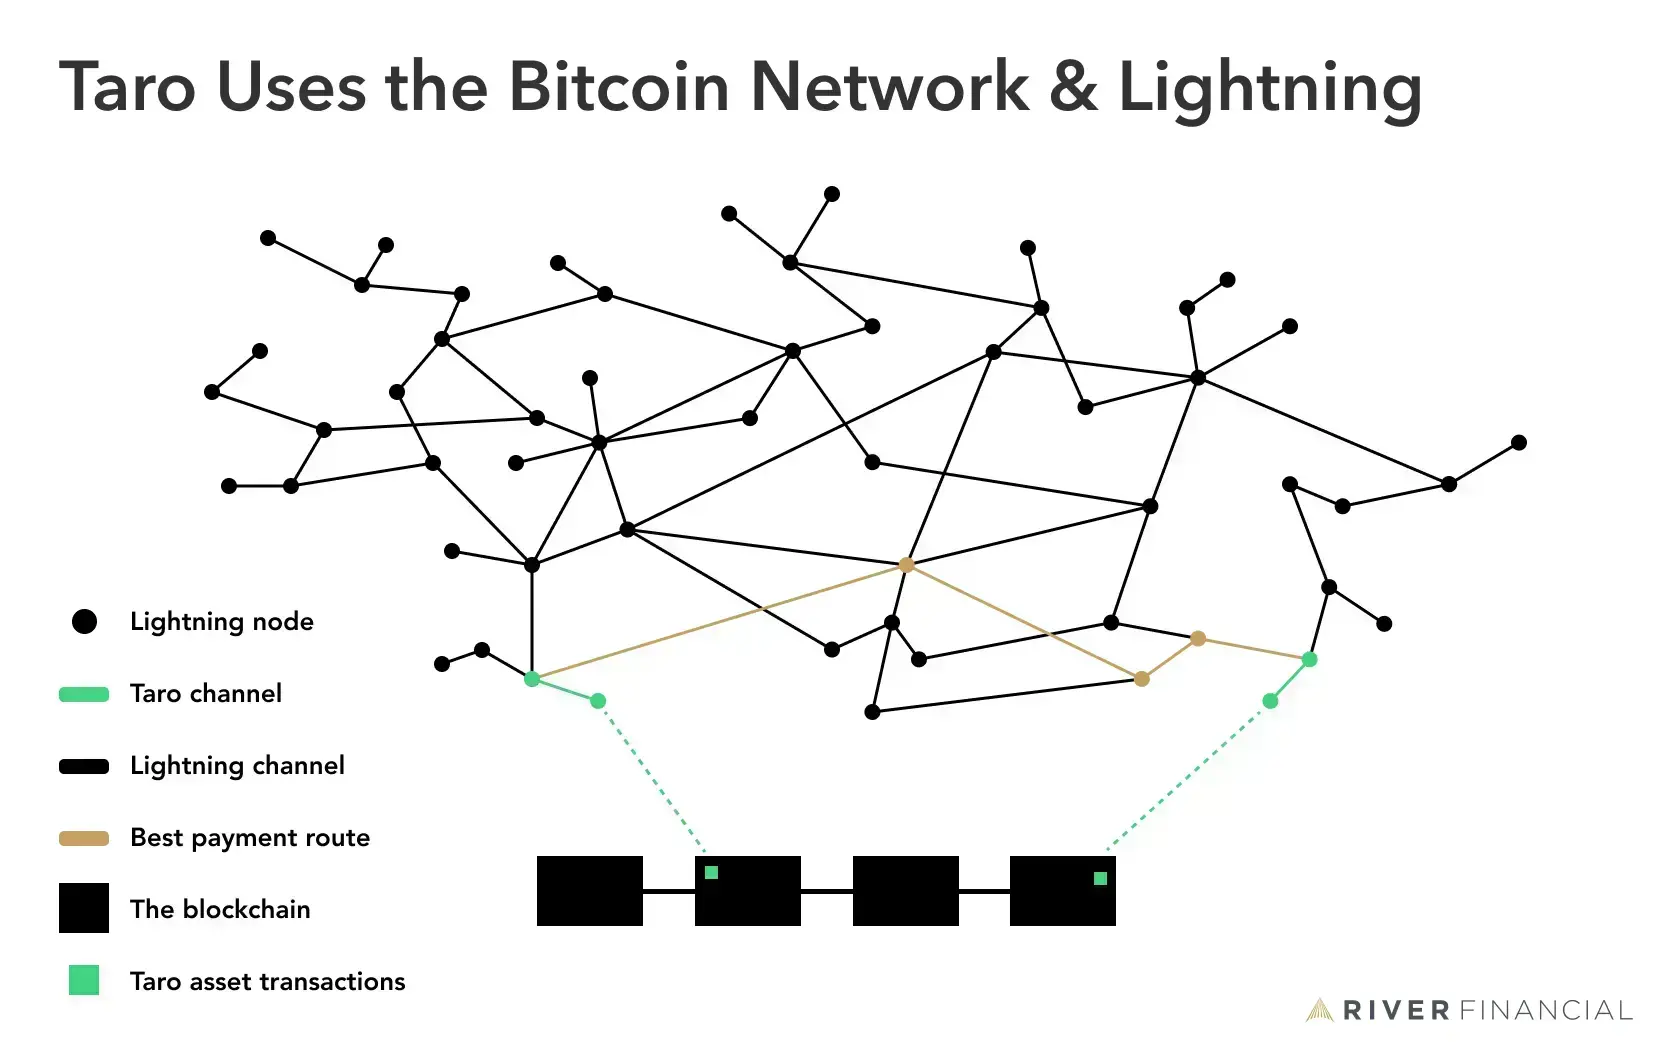 Taro Uses the Bitcoin Network & Lightning
Lightning node
Taro channel
Lightning channel
Best payment route
The blockchain
Taro asset transactions
RIVER FINANCIAL